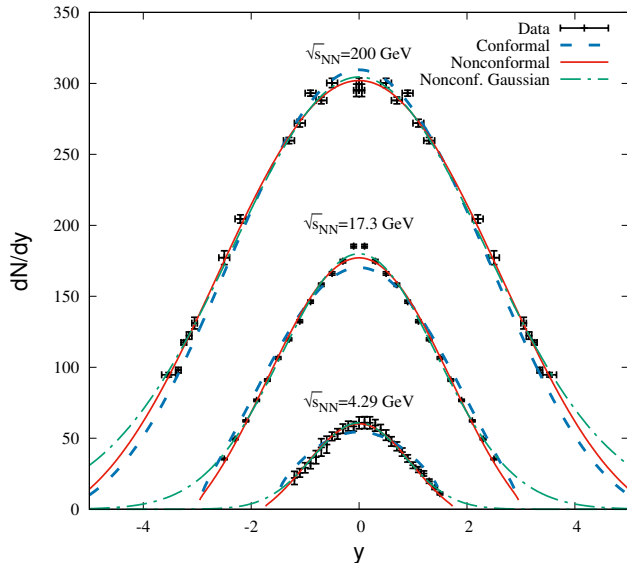 Data
Conformal
Nonconformal
Nonconf. Gaussian
√sNN=200 GeV
√sNN=17.3 GeV
√sNN=4.29 GeV
dN/dy
350
300
250
200
150
100
50
0
-4 -2 0 2 4
y